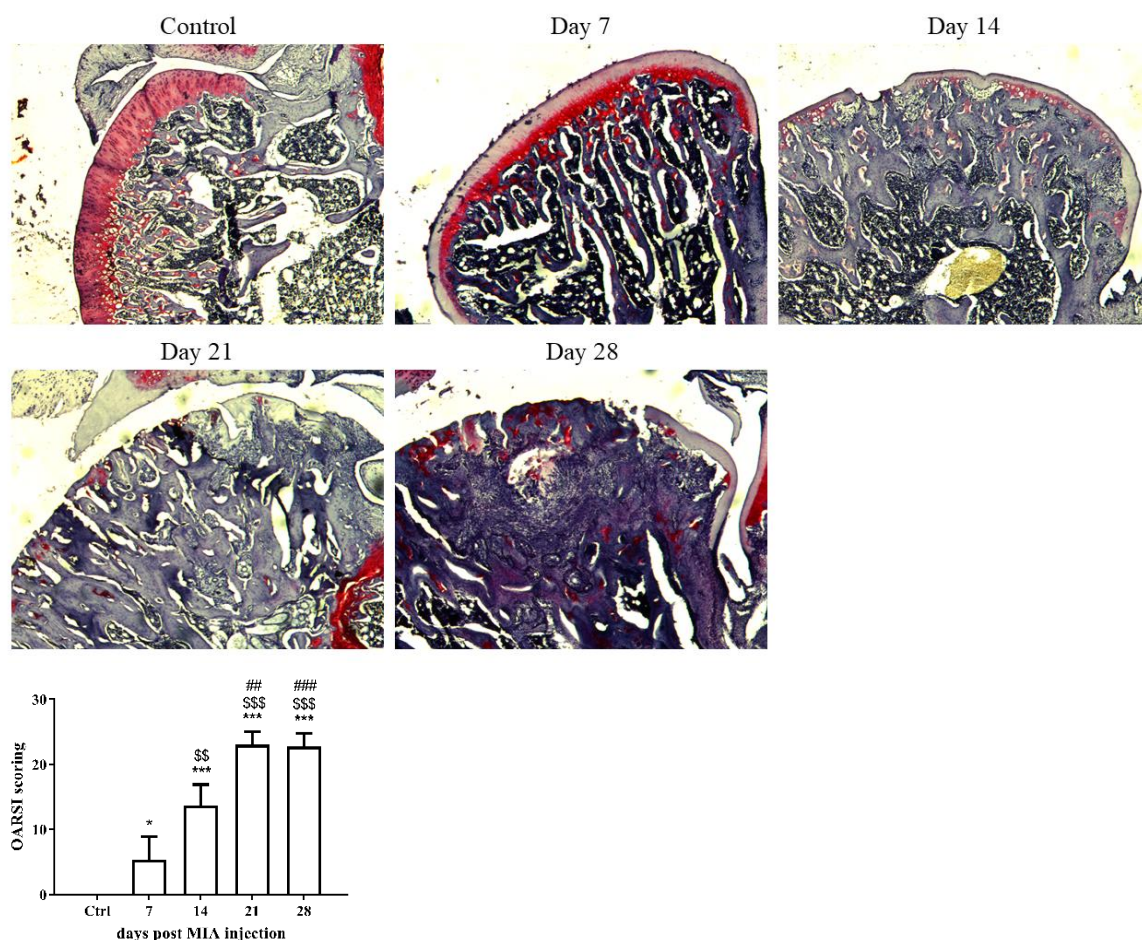 Control
Day 7
Day 14
Day 21
Day 28
##
###
$$$
$$$
***
***
$$
***
*
30
20
10
0
OARSI scoring
Ctrl
7
14
21
28
days post MIA injection